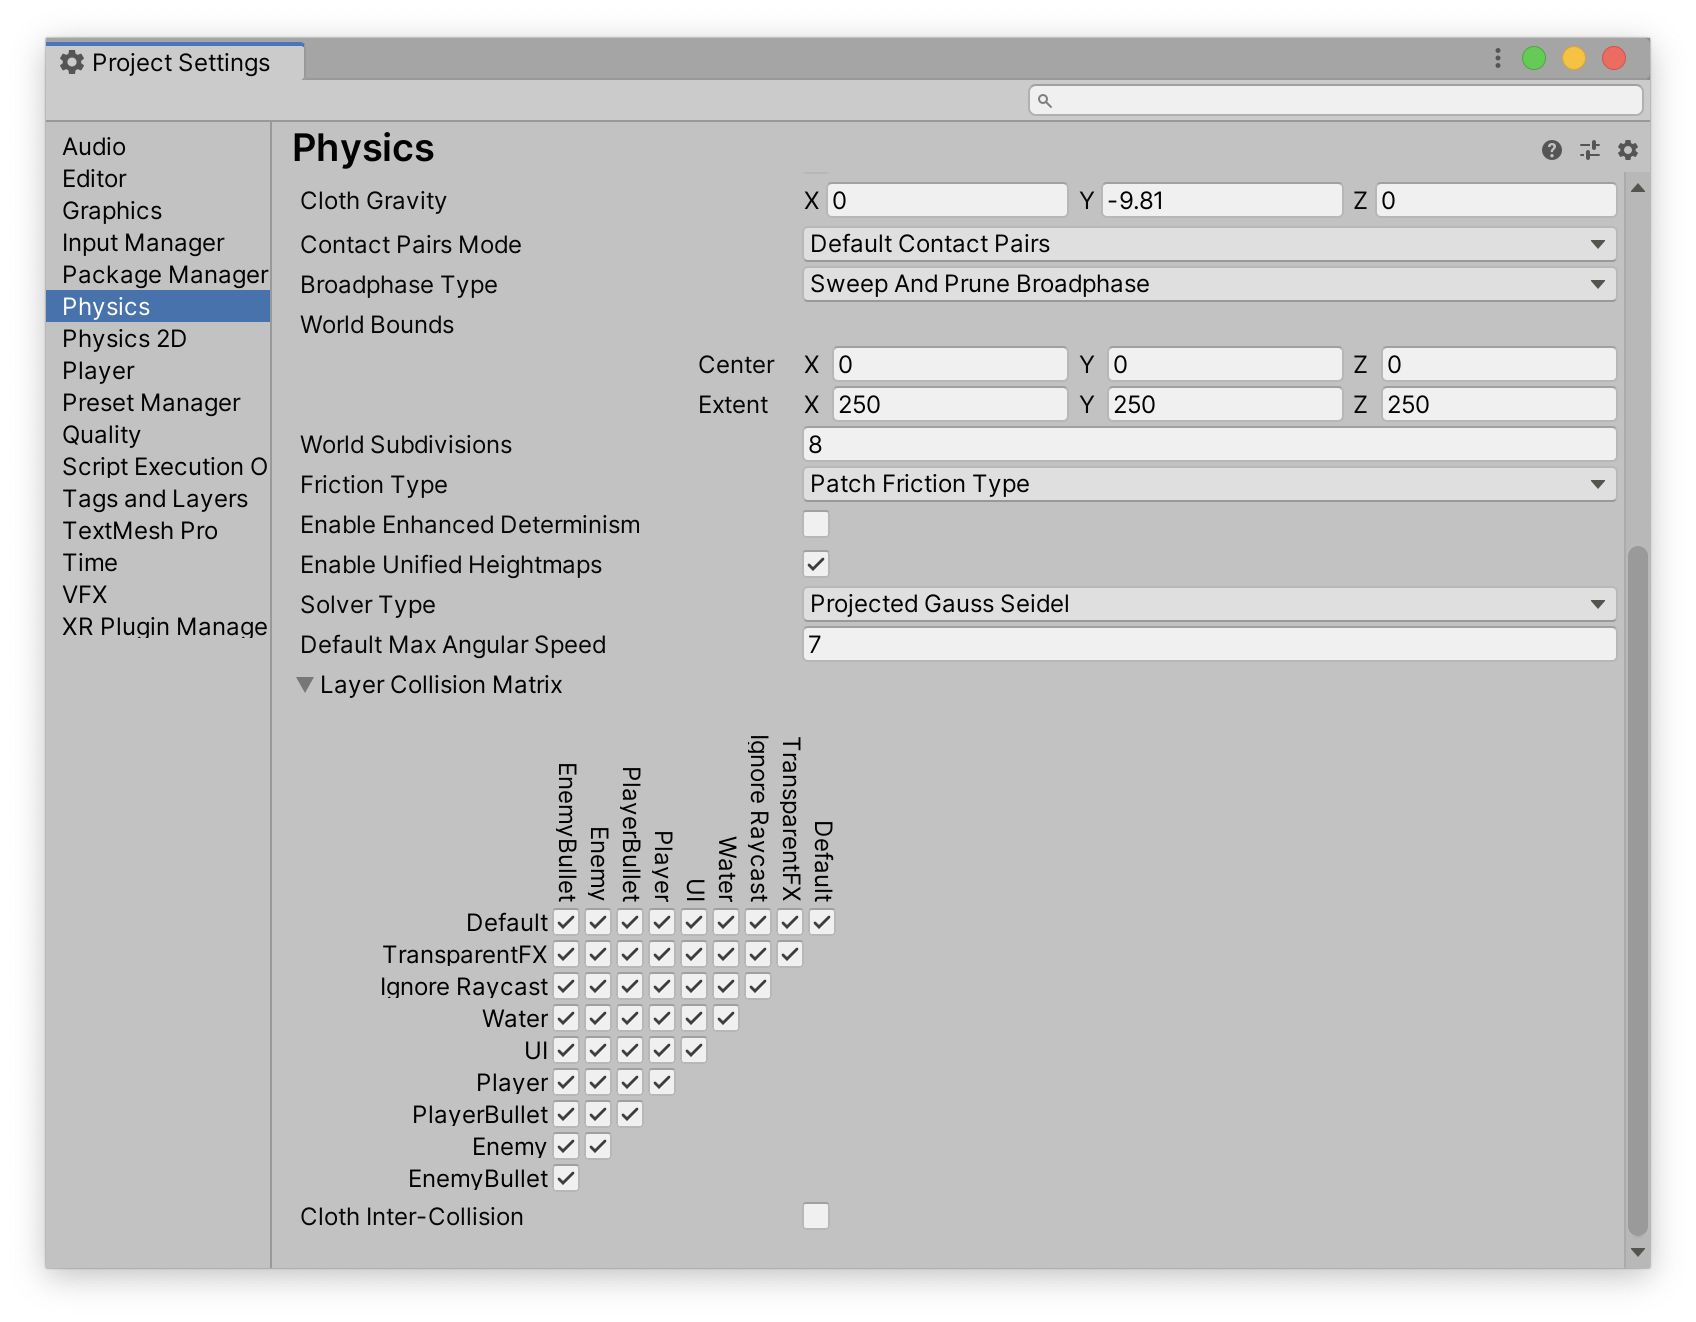 Project Settings
Audio
Editor
Graphics
Input Manager
Package Manager
Physics
Physics 2D
Player
Preset Manager
Quality
Script Execution O
Tags and Layers
TextMesh Pro
Time
VFX
XR Plugin Manage
Physics
Cloth Gravity X 0 Y -9.81 Z 0
Contact Pairs Mode Default Contact Pairs
Broadphase Type Sweep And Prune Broadphase
World Bounds
Center X 0 Y 0 Z 0
Extent X 250 Y 250 Z 250
World Subdivisions 8
Friction Type Patch Friction Type
Enable Enhanced Determinism
Enable Unified Heightmaps
Solver Type Projected Gauss Seidel
Default Max Angular Speed 7
Layer Collision Matrix
EnemyBullet
Enemy
PlayerBullet
Player
UI
Water
Ignore Raycast
TransparentFX
Default
Default
TransparentFX
Ignore Raycast
Water
UI
Player
PlayerBullet
Enemy
EnemyBullet
Cloth Inter-Collision